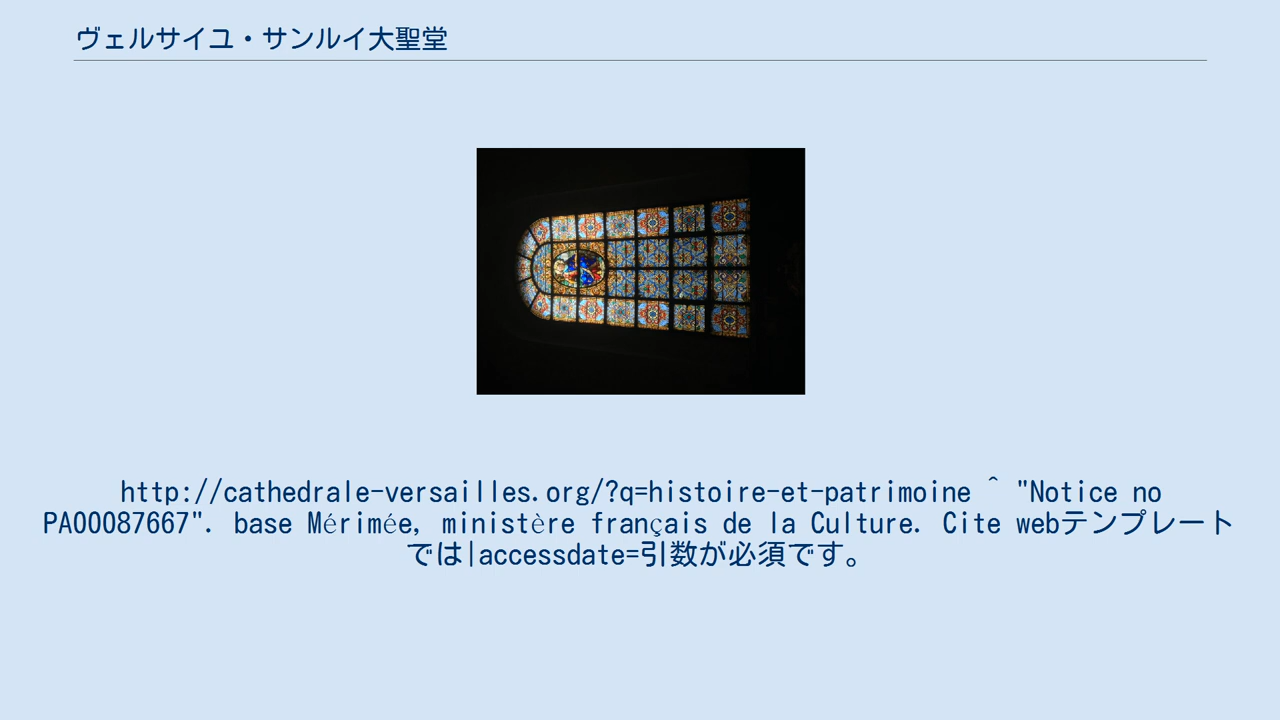 ヴェルサイユ・サンルイ大聖堂
http://cathedrale-versailles.org/?q=histoire-et-patrimoine ^ "Notice no
PA00087667". base Mérimée, ministère français de la Culture. Cite webテンプレート
では|accessdate=引数が必須です。